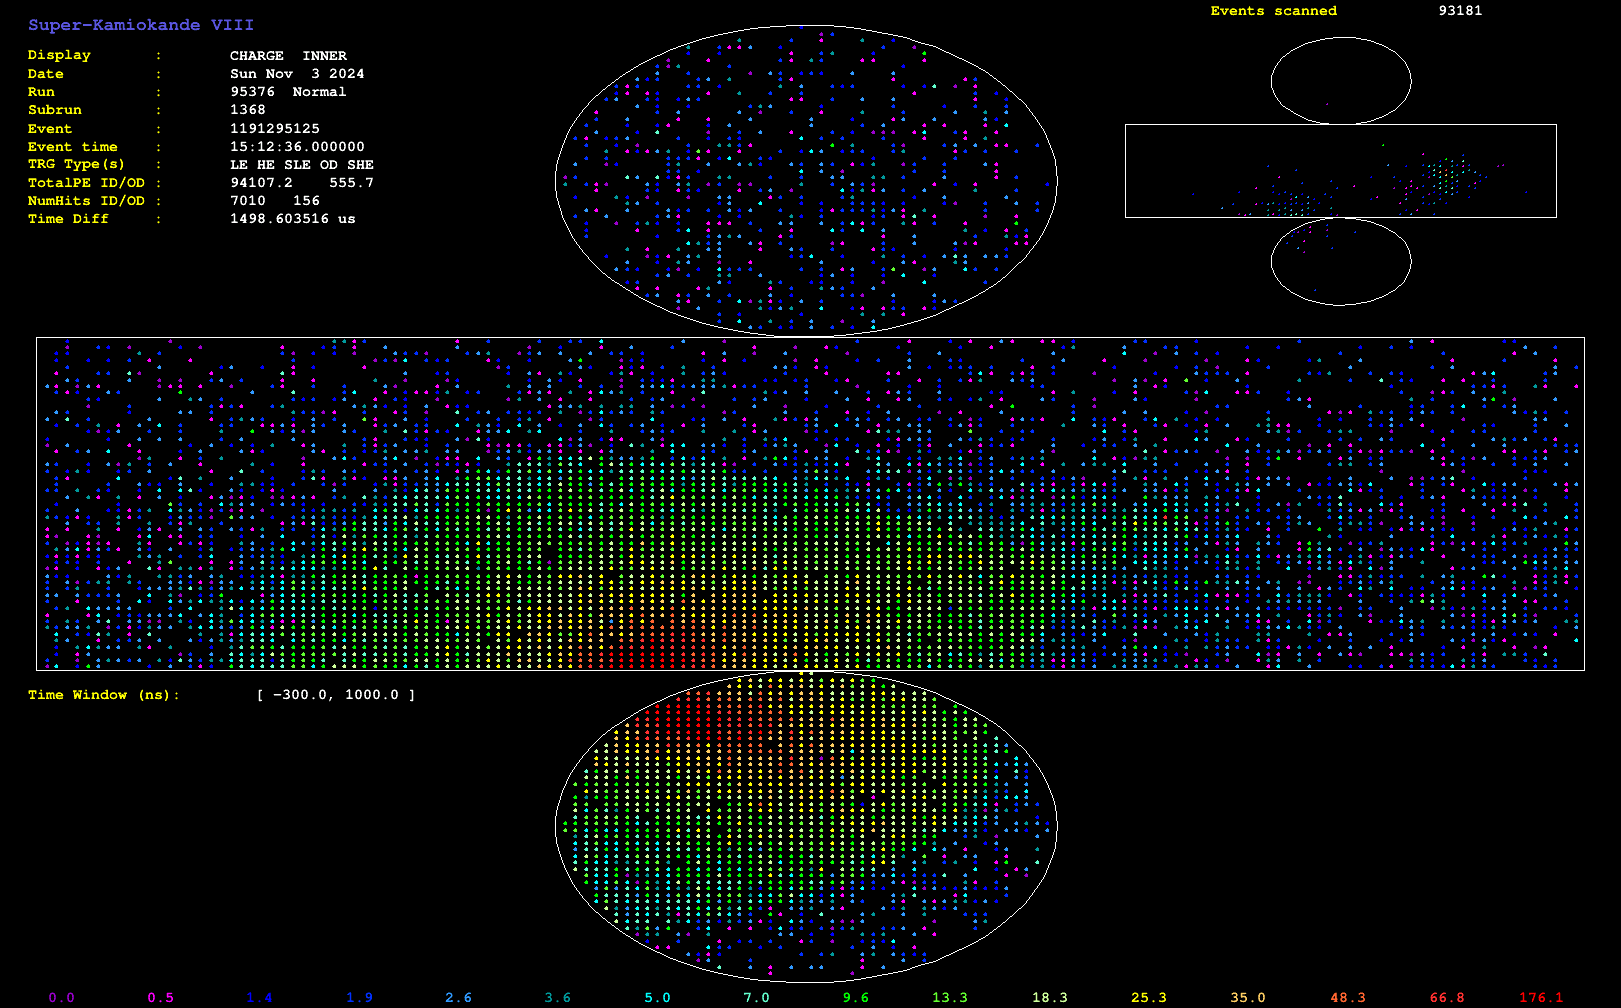 Super-Kamiokande VIII
Events scanned 93181
Display : CHARGE INNER
Date : Sun Nov 3 2024
Run : 95376 Normal
Subrun : 1368
Event : 1191295125
Event time : 15:12:36.000000
TRG Type(s) : LE HE SLE OD SHE
TotalPE ID/OD : 94107.2 555.7
NumHits ID/OD : 7010 156
Time Diff : 1498.603516 us
Time Window (ns): [ −300.0, 1000.0 ]
0.0 0.5 1.4 1.9 2.6 3.6 5.0 7.0 9.6 13.3 18.3 25.3 35.0 48.3 66.8 176.1